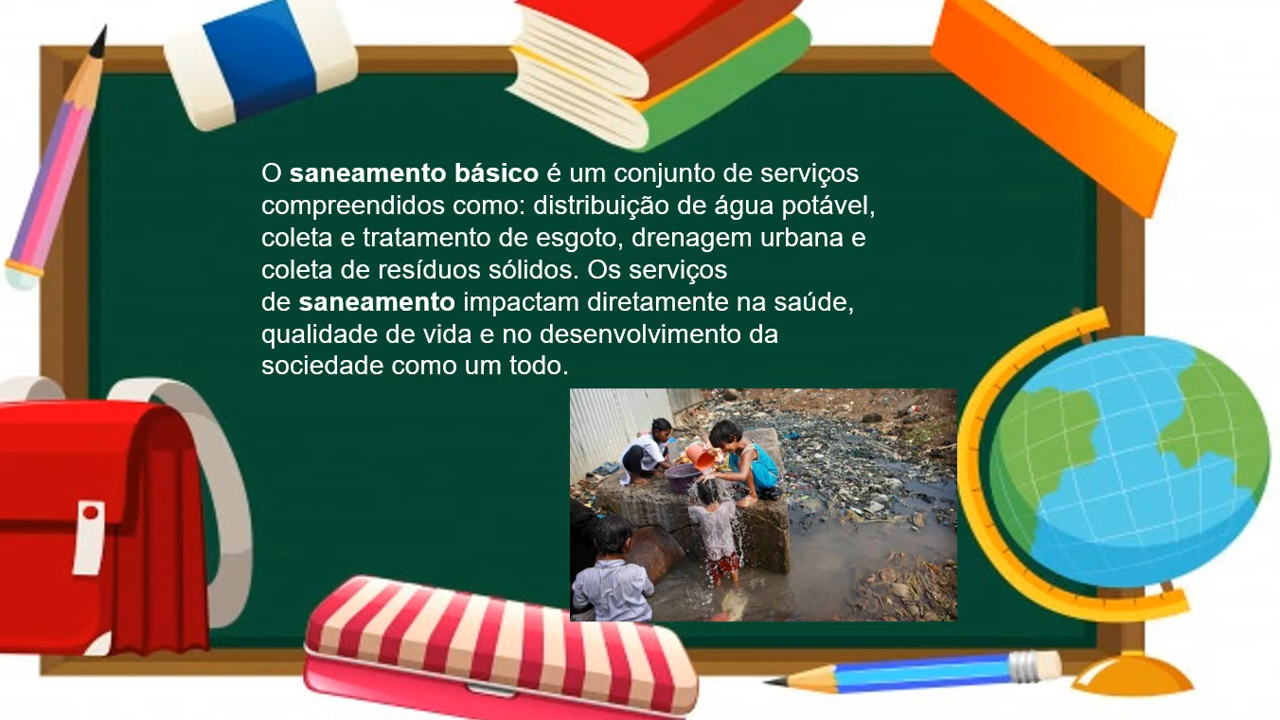 O saneamento básico é um conjunto de serviços
compreendidos como: distribuição de água potável,
coleta e tratamento de esgoto, drenagem urbana e
coleta de resíduos sólidos. Os serviços
de saneamento impactam diretamente na saúde,
qualidade de vida e no desenvolvimento da
sociedade como um todo.